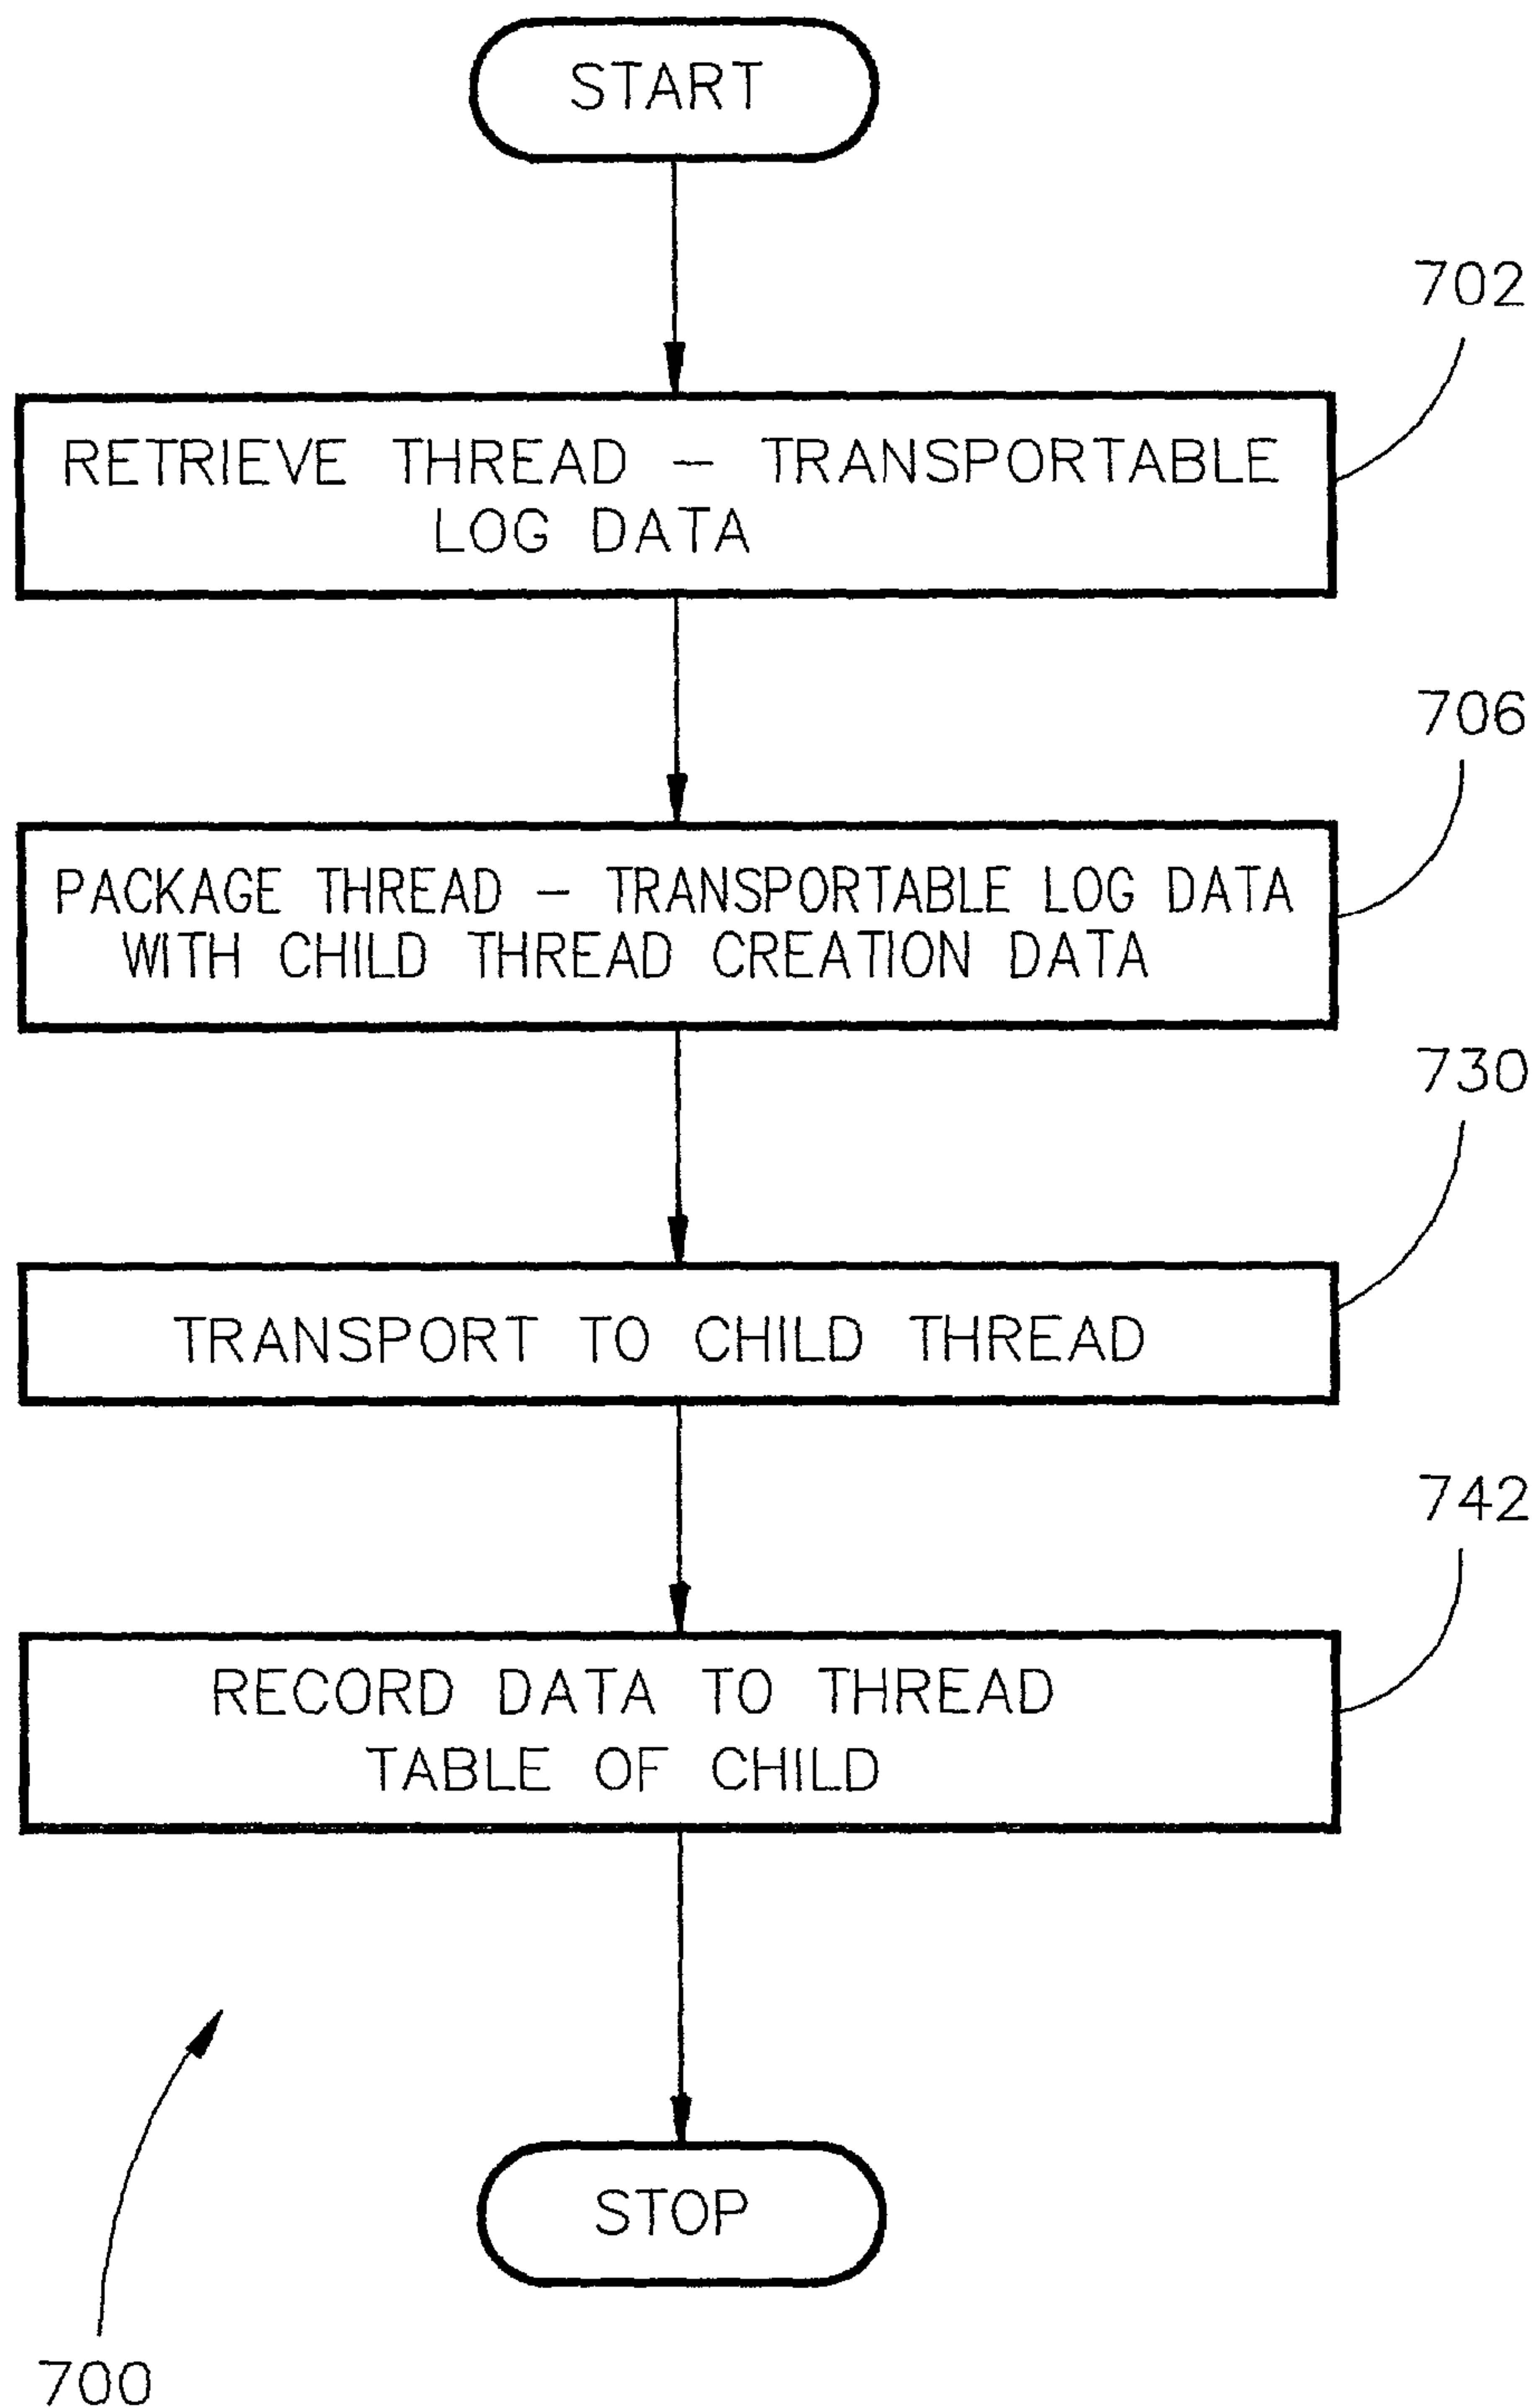 START
702
RETRIEVE THREAD – TRANSPORTABLE
LOG DATA
706
PACKAGE THREAD – TRANSPORTABLE LOG DATA
WITH CHILD THREAD CREATION DATA
730
TRANSPORT TO CHILD THREAD
742
RECORD DATA TO THREAD
TABLE OF CHILD
STOP
700